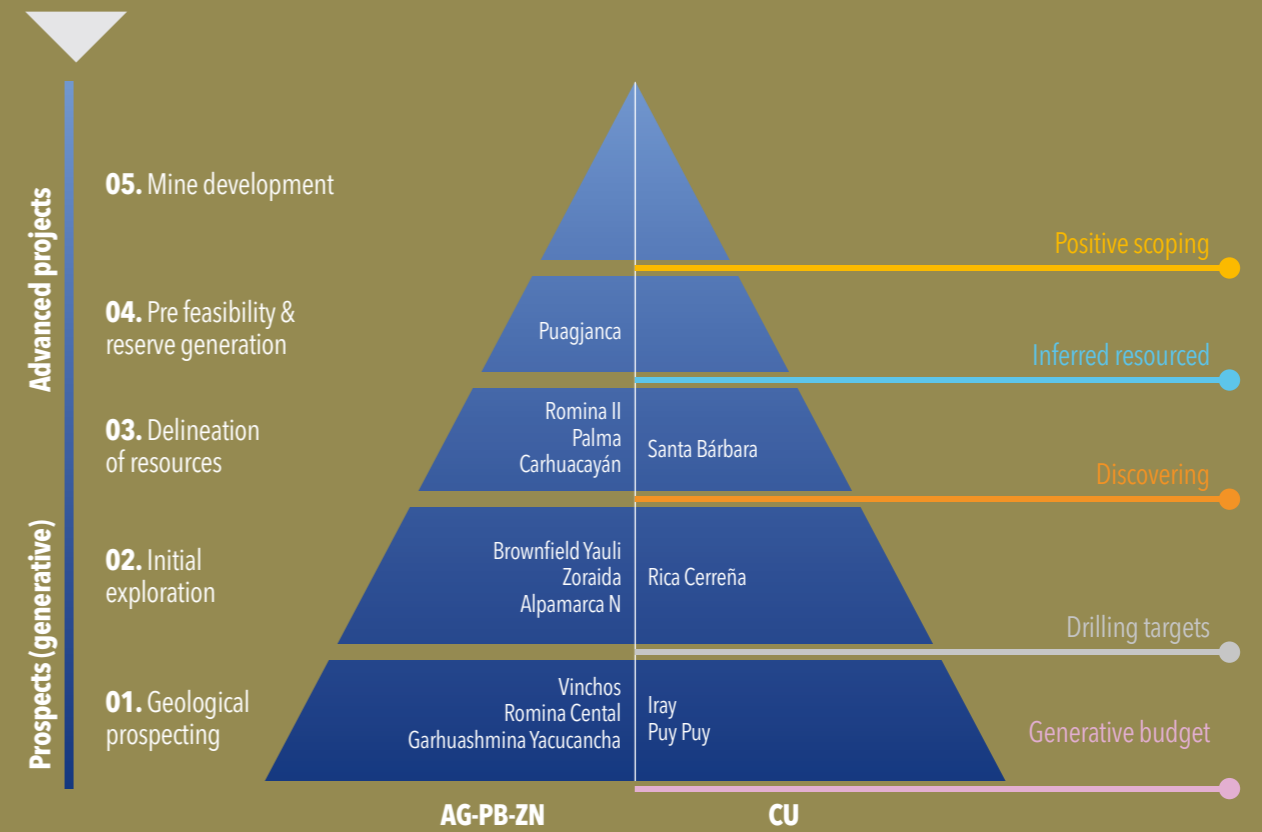 Advanced projects
Prospects (generative)
05. Mine development
Positive scoping
04. Pre feasibility &
reserve generation
Puagjanca
Inferred resourced
03. Delineation
of resources
Romina II
Palma
Carhuacayán
Santa Bárbara
Discovering
02. Initial
exploration
Brownfield Yauli
Zoraida
Alpamarca N
Rica Cerreña
Drilling targets
01. Geological
prospecting
Vinchos
Romina Cental
Garhuashmina Yacucancha
Iray
Puy Puy
Generative budget
AG-PB-ZN
CU